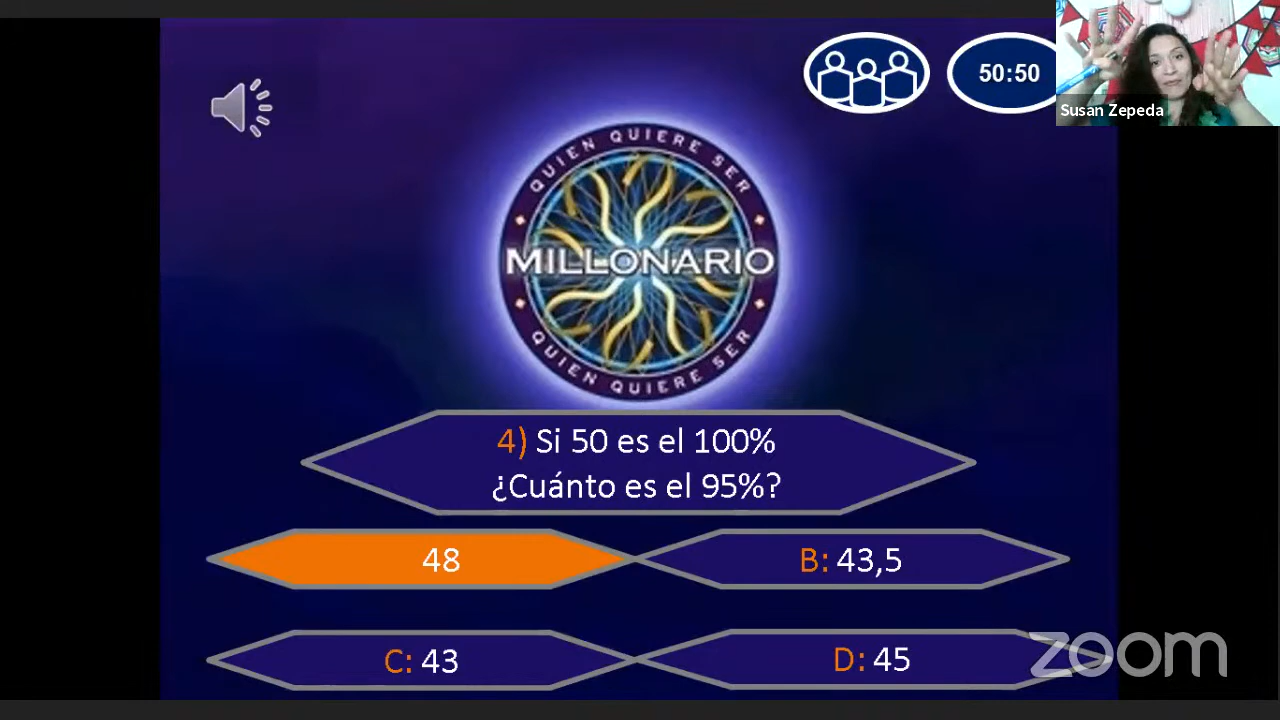 50:50
Susan Zepeda
QUIEN QUIERE SER
MILLONARIO
QUIEN QUIERE SER
4) Si 50 es el 100%
¿Cuánto es el 95%?
48
B: 43,5
C: 43
D: 45
zoom